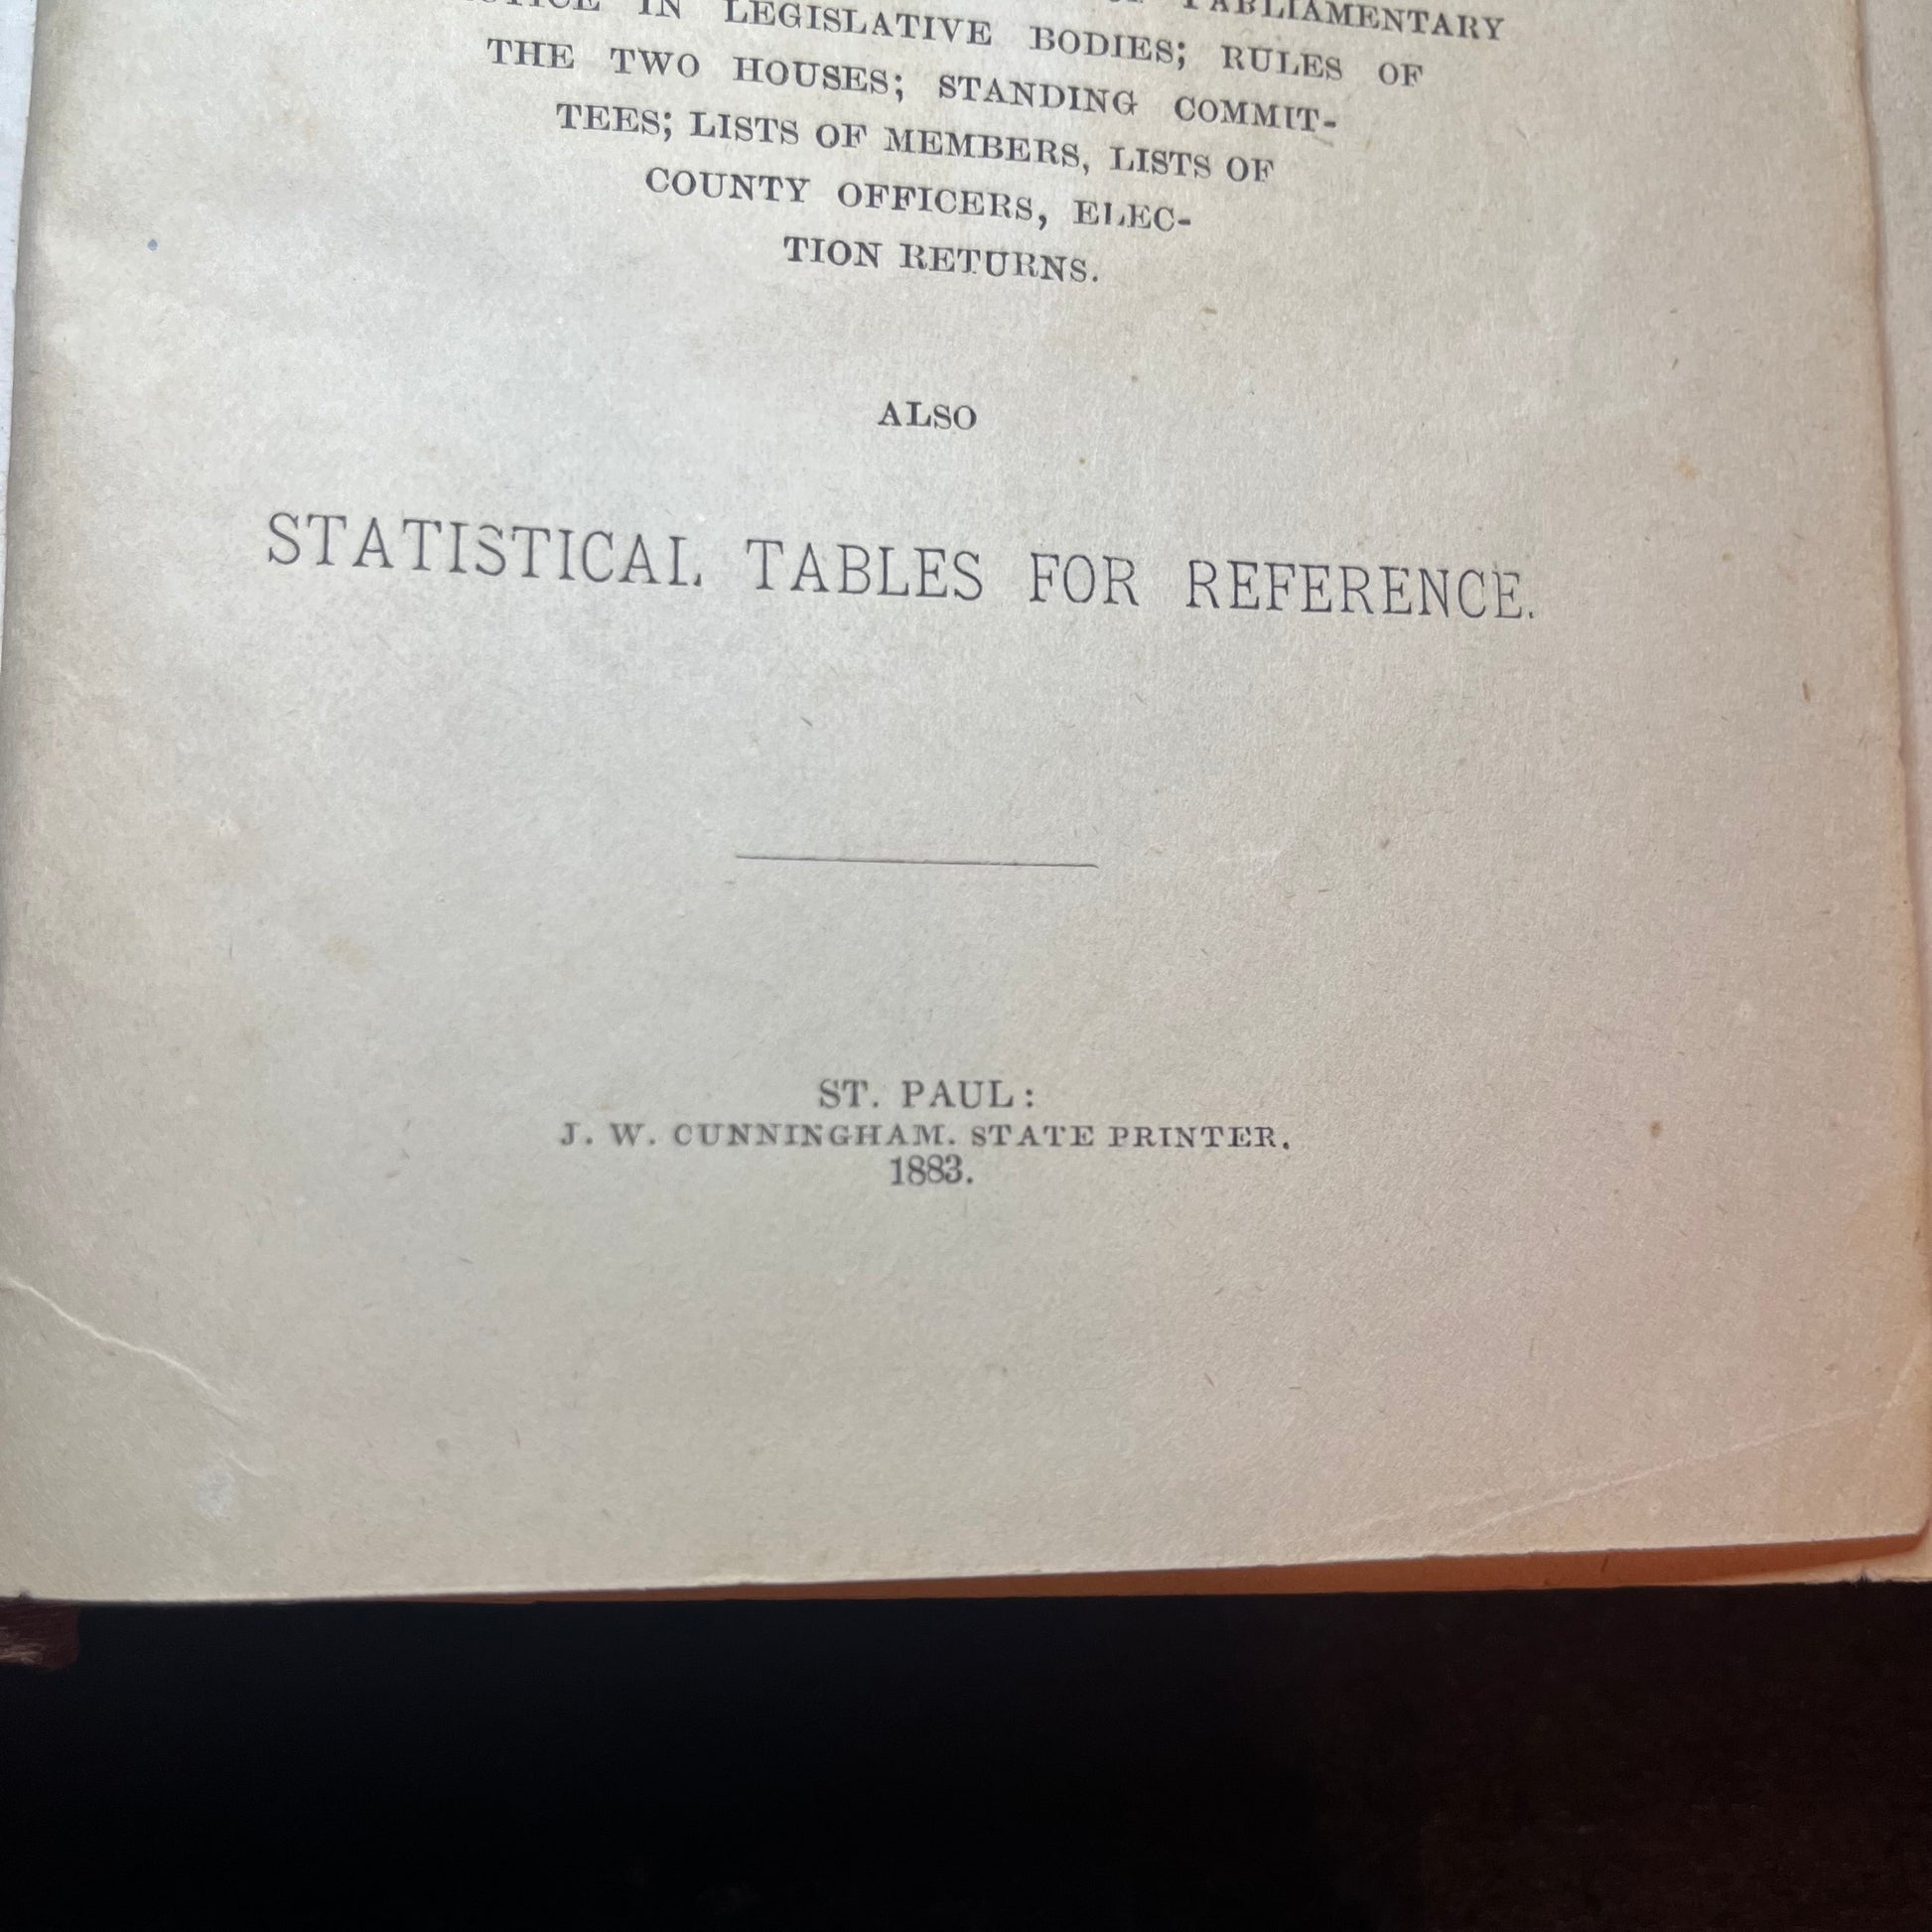 IN LEGISLATIVE BODIES; RULES OF PARLIAMENTARY
THE TWO HOUSES; STANDING COMMIT-
TEES; LISTS OF MEMBERS, LISTS OF
COUNTY OFFICERS, ELEC-
TION RETURNS.
ALSO
STATISTICAL TABLES FOR REFERENCE.
ST. PAUL:
J. W. CUNNINGHAM. STATE PRINTER.
1883.